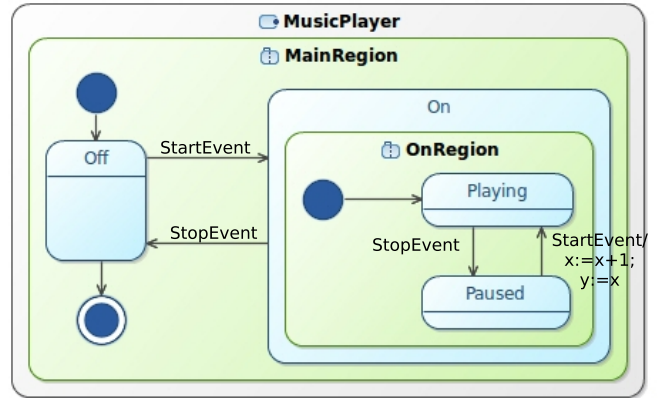 MusicPlayer
MainRegion
On
Off
StartEvent
OnRegion
Playing
StopEvent
StopEvent
StartEvent/
x:=x+1;
y:=x
Paused